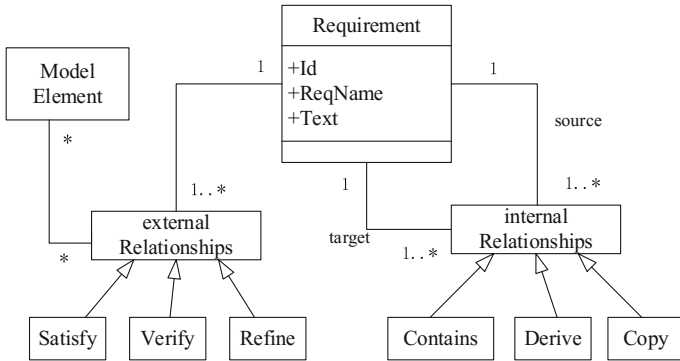 Requirement
+Id
+ReqName
+Text
Model
Element
1
1
source
*
1
1..*
1..*
target
1..*
external
Relationships
internal
Relationships
*
Satisfy
Verify
Refine
Contains
Derive
Copy